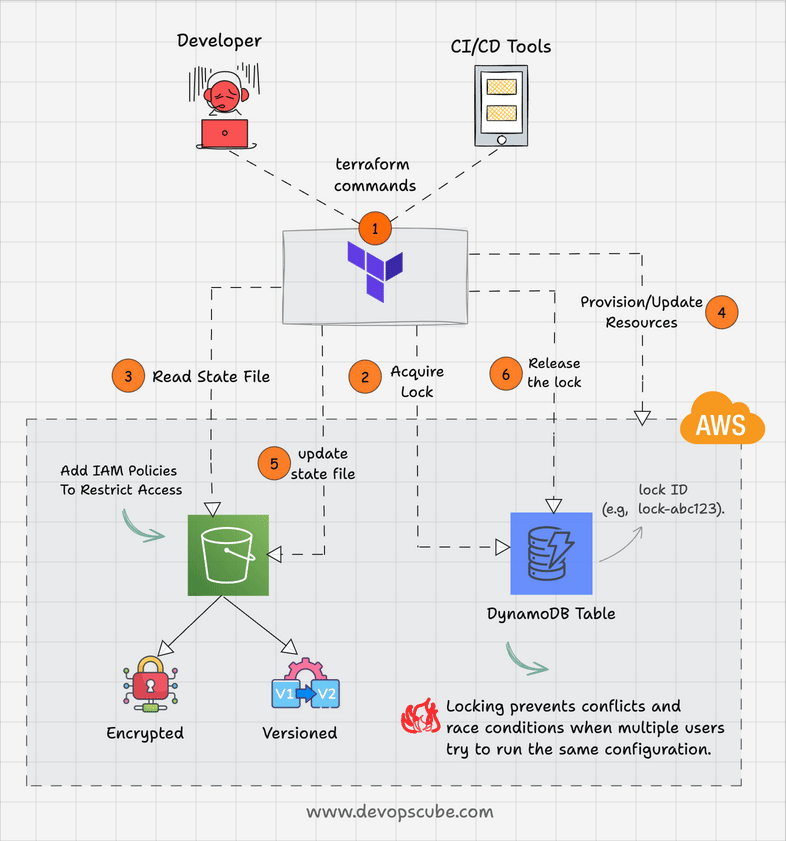 Developer
CI/CD Tools
terraform
commands
1
Provision/Update
Resources
4
3
Read State File
2
Acquire
Lock
6
Release
the lock
AWS
5
update
state file
Add IAM Policies
To Restrict Access
lock ID
(e.g, lock-abc123).
DynamoDB Table
V1
V2
Encrypted
Versioned
Locking prevents conflicts and
race conditions when multiple users
try to run the same configuration.
www.devopscube.com